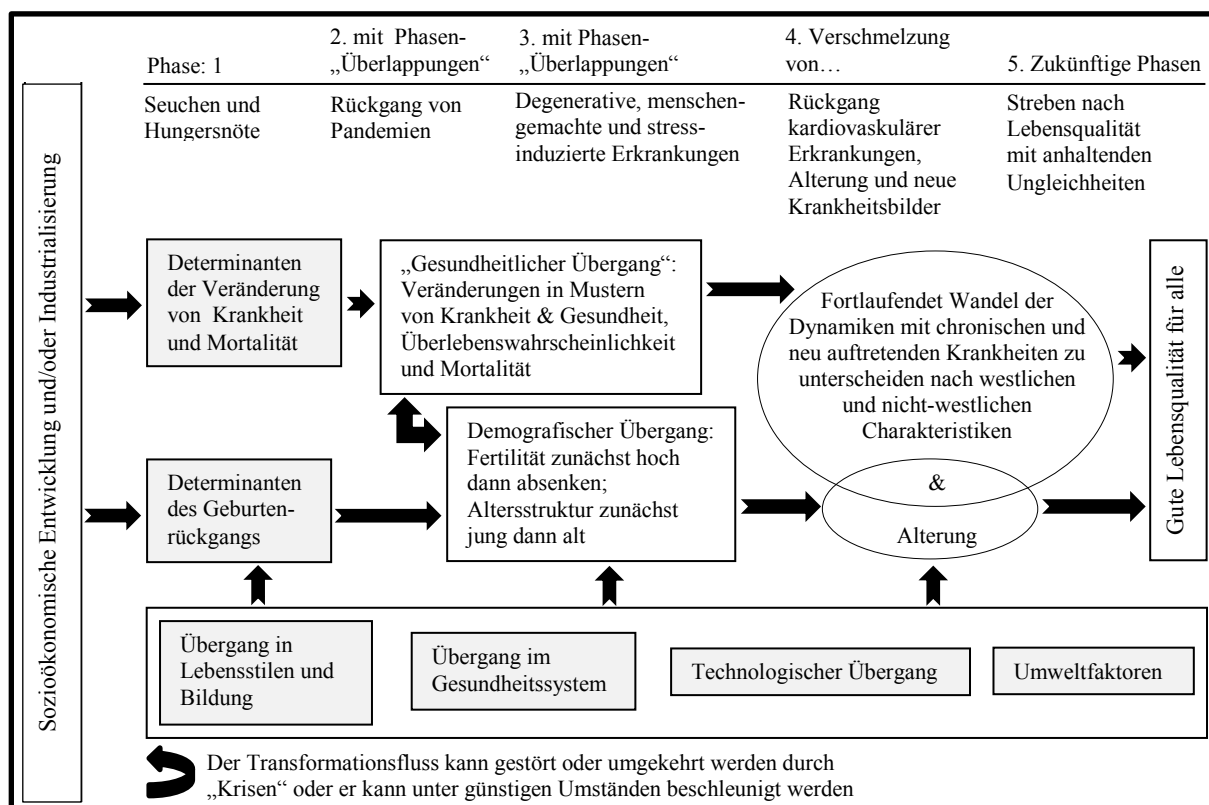 Sozioökonomische Entwicklung und/oder Industrialisierung
Phase: 1
2. mit Phasen-
„Überlappungen“
3. mit Phasen-
„Überlappungen“
4. Verschmelzung
von…
5. Zukünftige Phasen
Seuchen und
Hungersnöte
Rückgang von
Pandemien
Degenerative, menschen-
gemachte und stress-
induzierte Erkrankungen
Rückgang
kardiovaskulärer
Erkrankungen,
Alterung und neue
Krankheitsbilder
Streben nach
Lebensqualität
mit anhaltenden
Ungleichheiten
Determinanten
der Veränderung
von Krankheit
und Mortalität
„Gesundheitlicher Übergang“:
Veränderungen in Mustern
von Krankheit & Gesundheit,
Überlebenswahrscheinlichkeit
und Mortalität
Fortlaufendet Wandel der
Dynamiken mit chronischen und
neu auftretenden Krankheiten zu
unterscheiden nach westlichen
und nicht-westlichen
Charakteristiken
&
Alterung
Gute Lebensqualität für alle
Determinanten
des Geburten-
rückgangs
Demografischer Übergang:
Fertilität zunächst hoch
dann absenken;
Altersstruktur zunächst
jung dann alt
Übergang in
Lebensstilen und
Bildung
Übergang im
Gesundheitssystem
Technologischer Übergang
Umweltfaktoren
Der Transformationsfluss kann gestört oder umgekehrt werden durch
„Krisen“ oder er kann unter günstigen Umständen beschleunigt werden